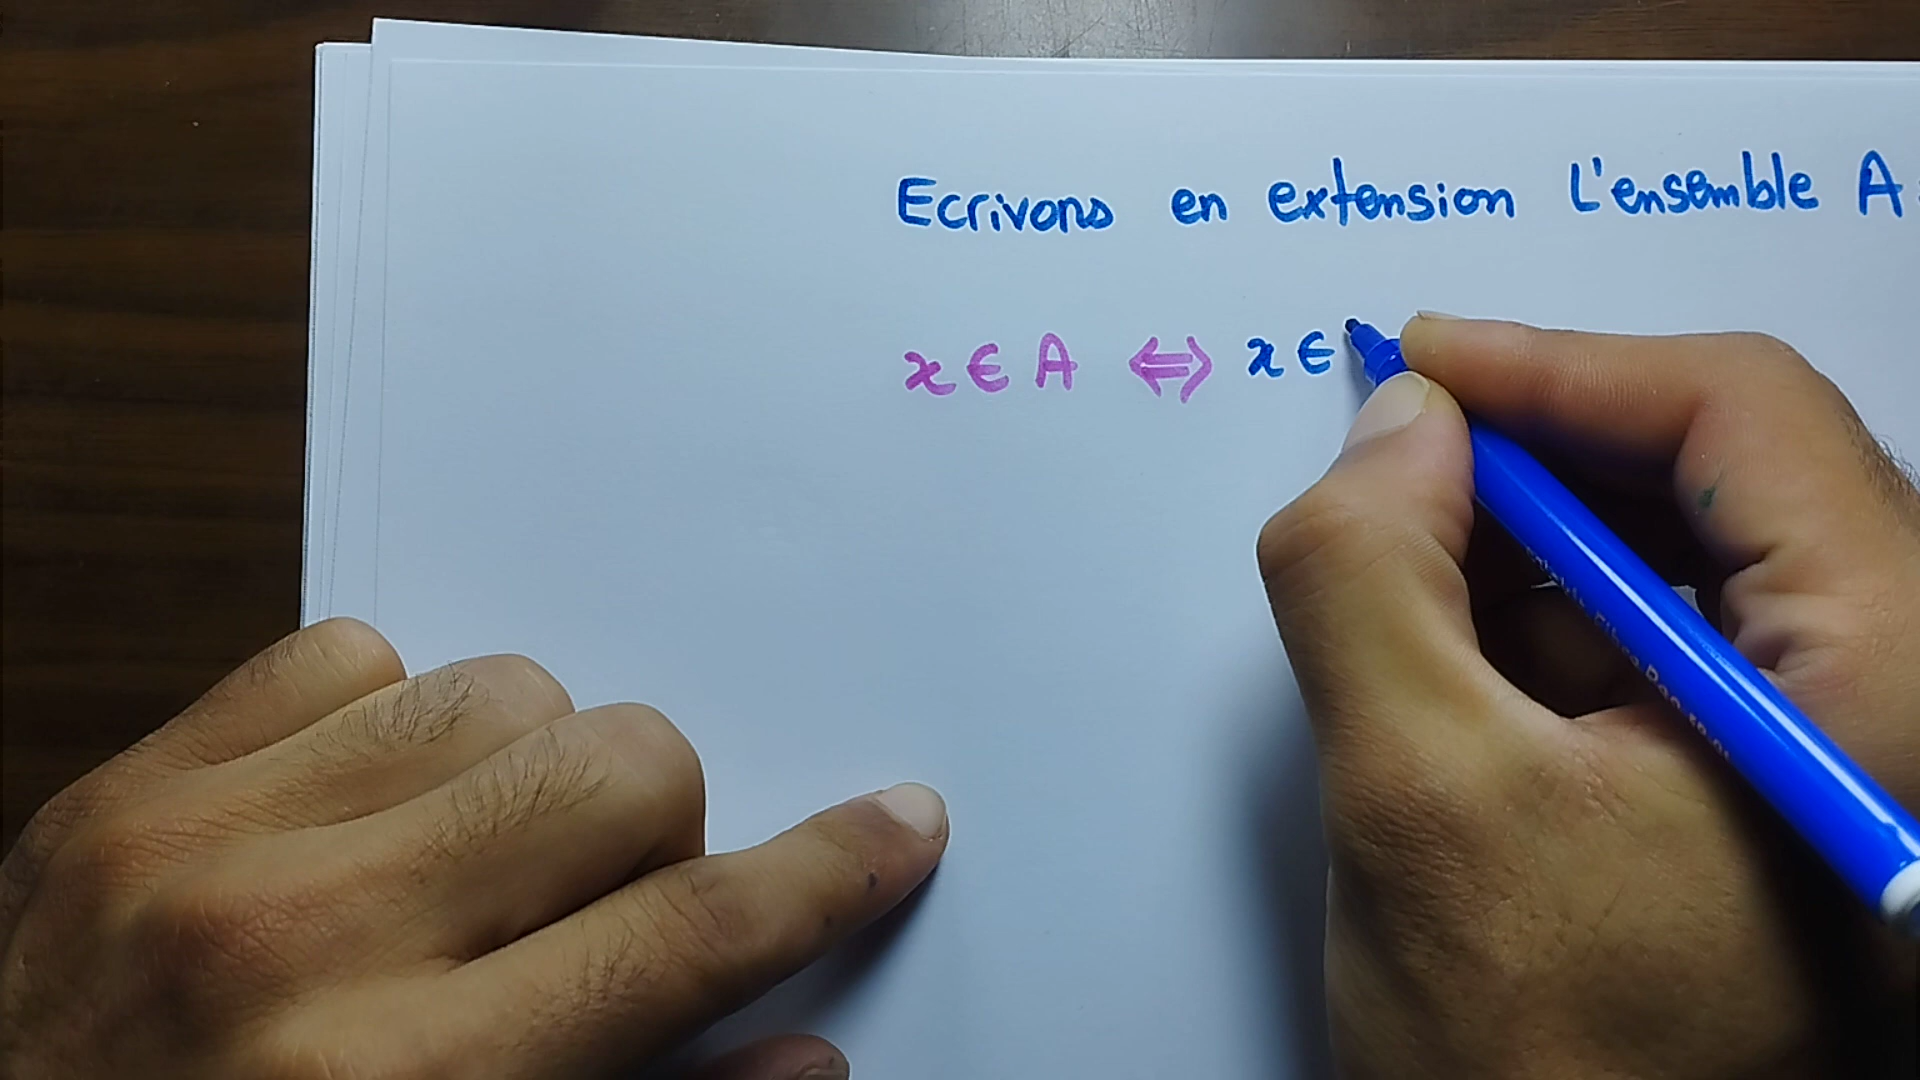 Ecrivons en extension L'ensemble A
x ∈ A ⇔ x ∈